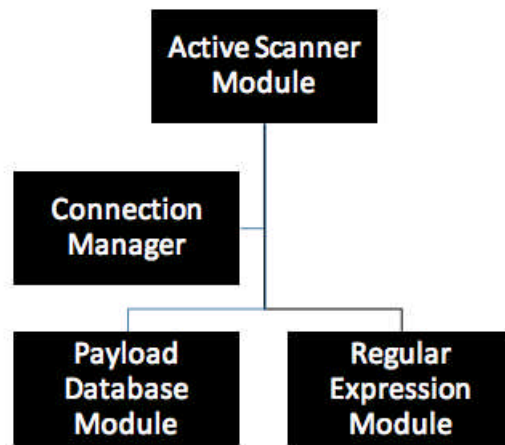 Active Scanner
Module
Connection
Manager
Payload
Database
Module
Regular
Expression
Module